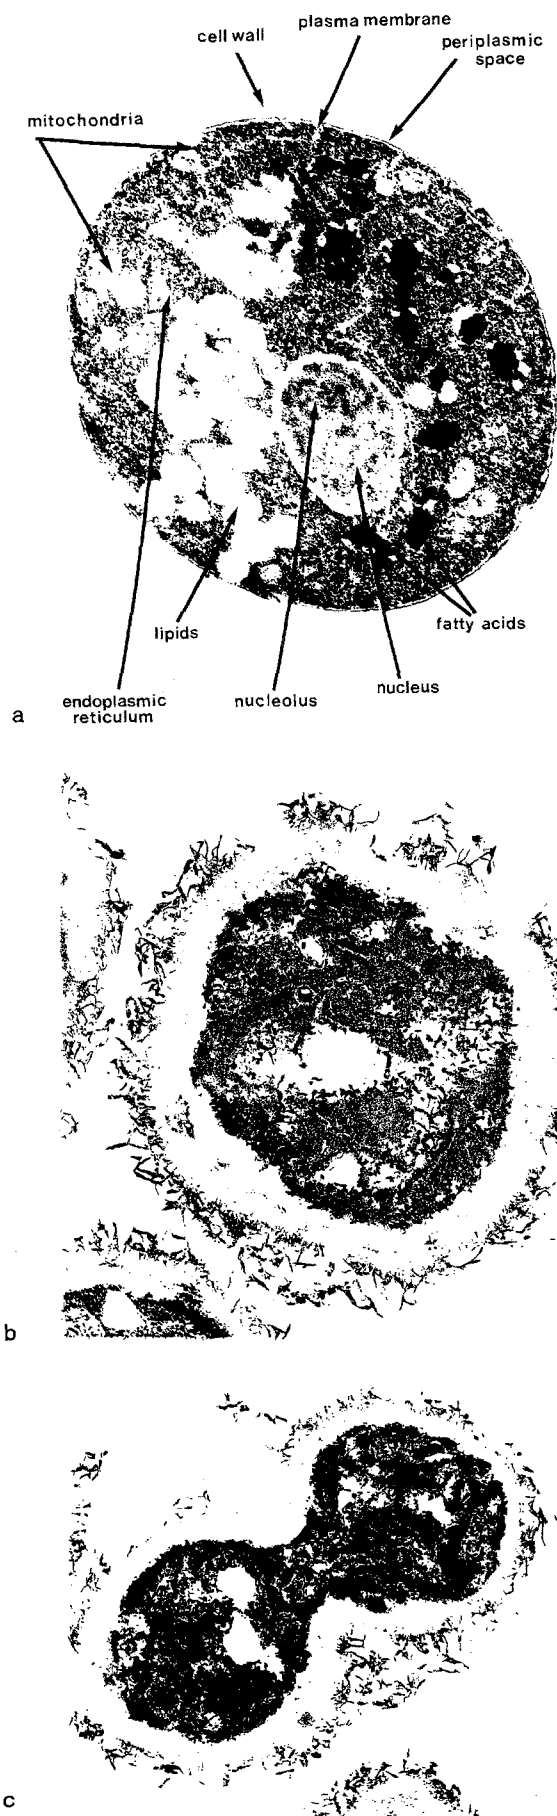 plasma membrane
cell wall
periplasmic
space
mitochondria
fatty acids
lipids
nucleus
endoplasmic
reticulum
nucleolus
a
b
c